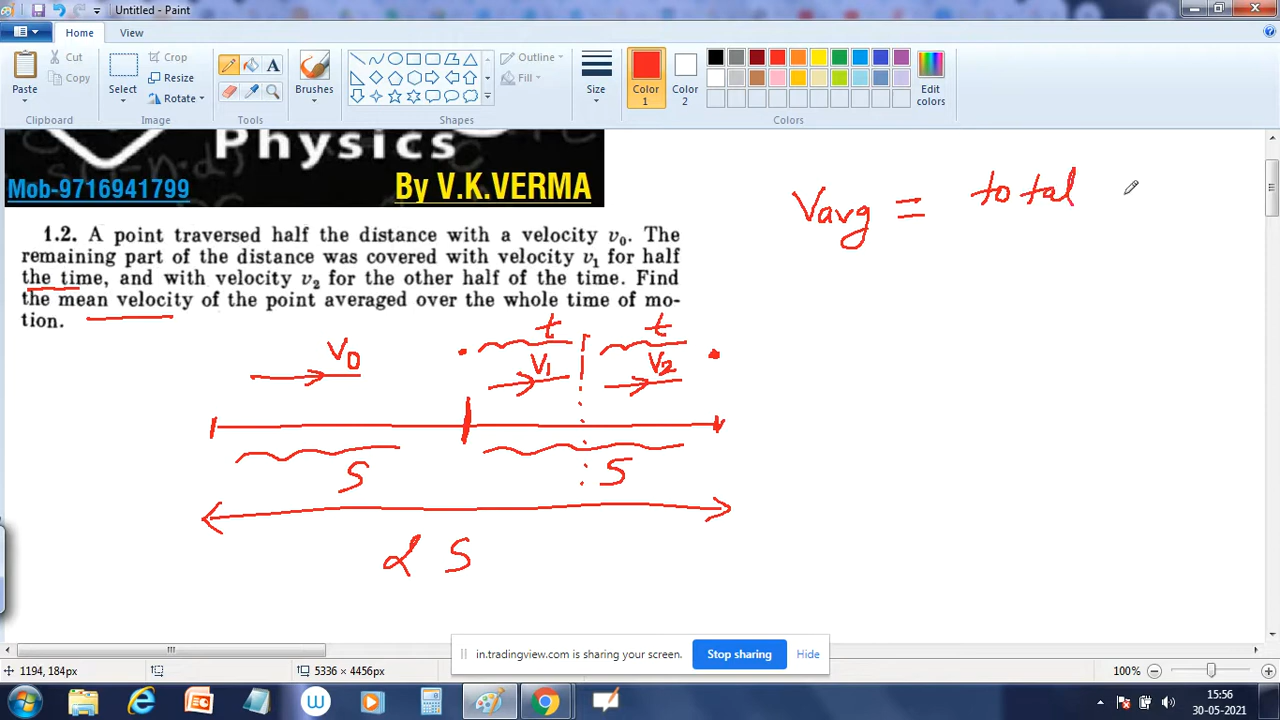 Untitled - Paint
Home View
Cut
Copy
Paste
Clipboard
Select
Crop
Resize
Rotate
Image
Tools
Brushes
Outline
Fill
Shapes
Size
Color 1
Color 2
Edit colors
Colors
Physics
Mob-9716941799 By V.K.VERMA
1.2. A point traversed half the distance with a velocity v₀. The
remaining part of the distance was covered with velocity v₁ for half
the time, and with velocity v₂ for the other half of the time. Find
the mean velocity of the point averaged over the whole time of mo-
tion.
Vavg = total
t t
V0 V1 V2
S S
2 S
in.tradingview.com is sharing your screen. Stop sharing Hide
1194, 184px 5336 × 4456px 100%
15:56
30-05-2021